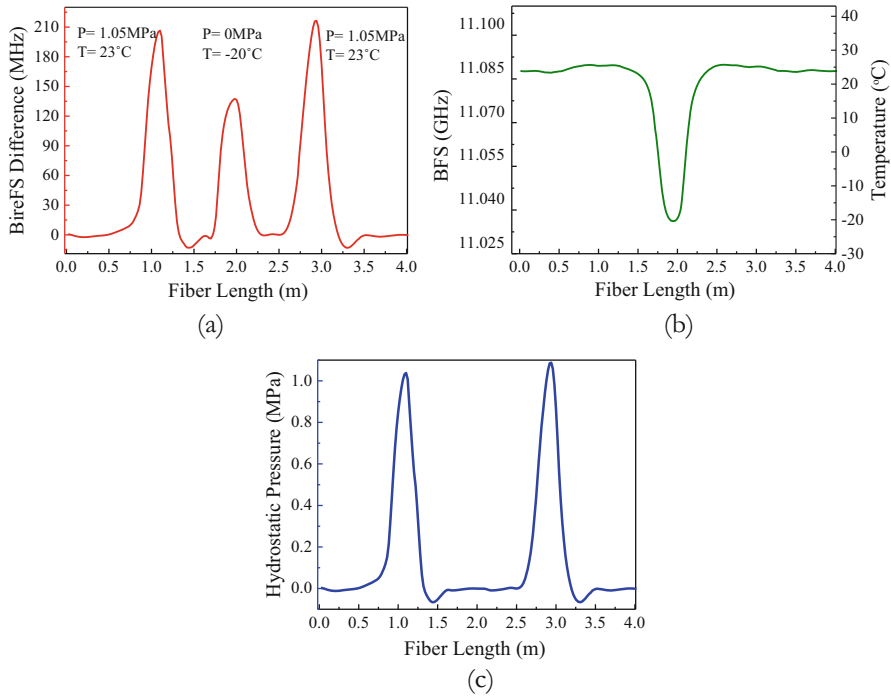 P= 1.05MPa
T= 23˚C
P= 0MPa
T= -20˚C
P= 1.05MPa
T= 23˚C
BireFS Difference (MHz)
210
180
150
120
90
60
30
0
0.0 0.5 1.0 1.5 2.0 2.5 3.0 3.5 4.0
Fiber Length (m)
(a)
BFS (GHz)
11.100
11.085
11.070
11.055
11.040
11.025
Temperature (°C)
40
30
20
10
0
-10
-20
-30
0.0 0.5 1.0 1.5 2.0 2.5 3.0 3.5 4.0
Fiber Length (m)
(b)
Hydrostatic Pressure (MPa)
1.0
0.8
0.6
0.4
0.2
0.0
0.0 0.5 1.0 1.5 2.0 2.5 3.0 3.5 4.0
Fiber Length (m)
(c)